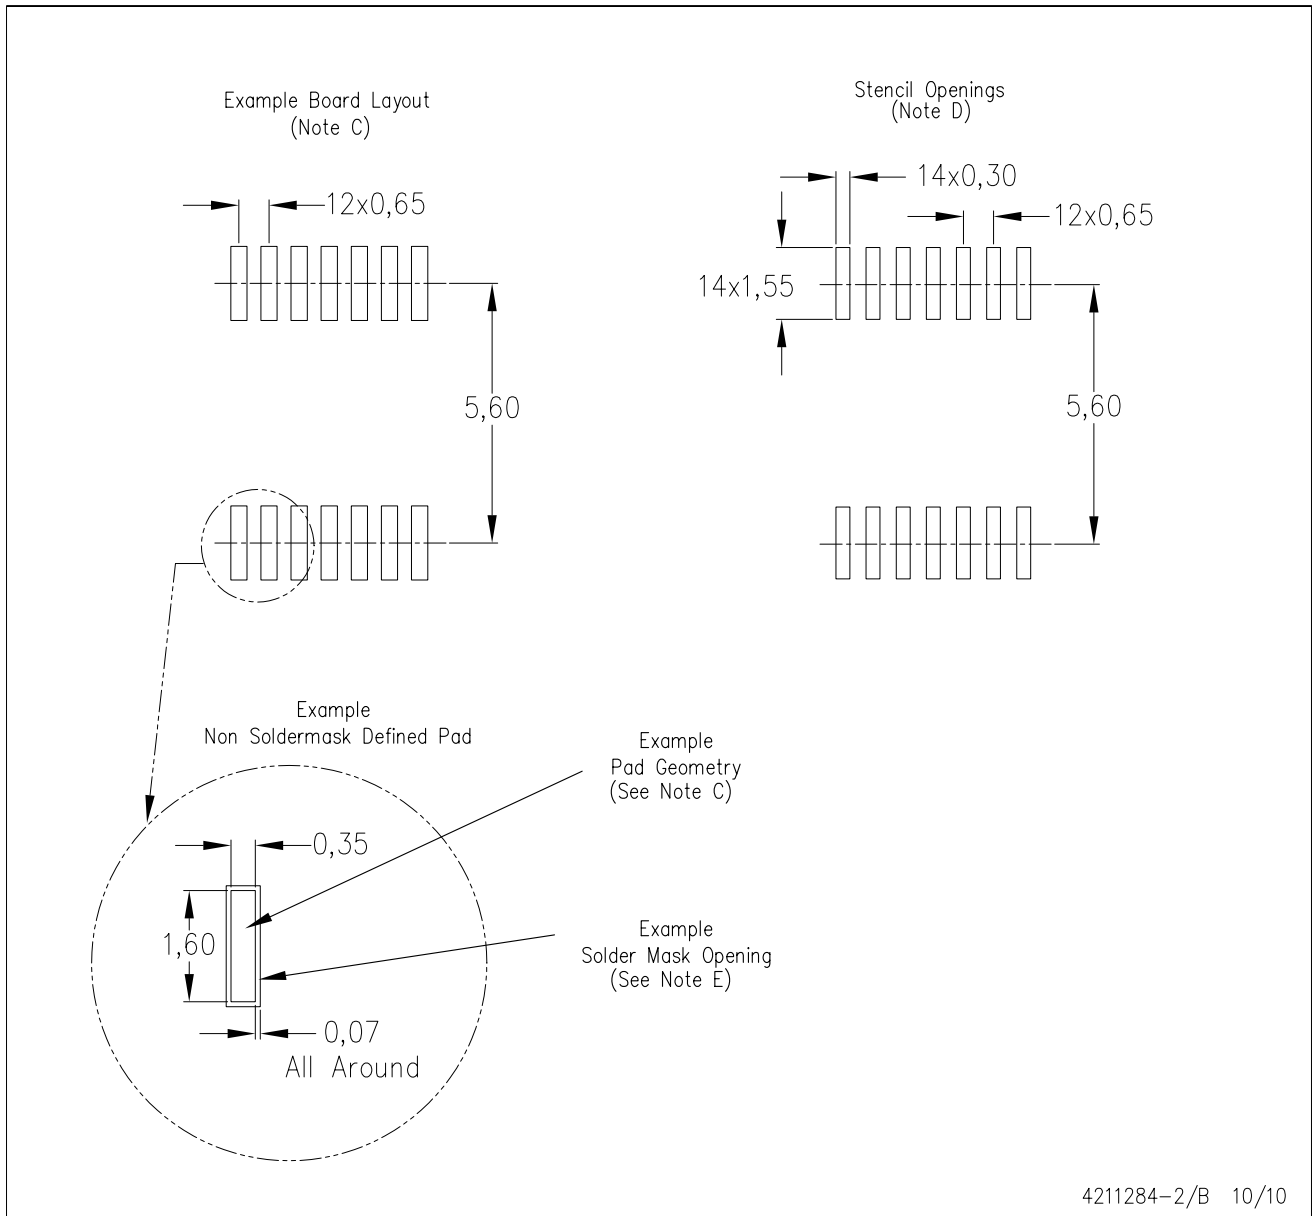 Example Board Layout
(Note C)
Stencil Openings
(Note D)
12x0,65
14x0,30
12x0,65
14x1,55
5,60
5,60
Example
Non Soldermask Defined Pad
Example
Pad Geometry
(See Note C)
0,35
1,60
Example
Solder Mask Opening
(See Note E)
0,07
All Around
4211284-2/B 10/10